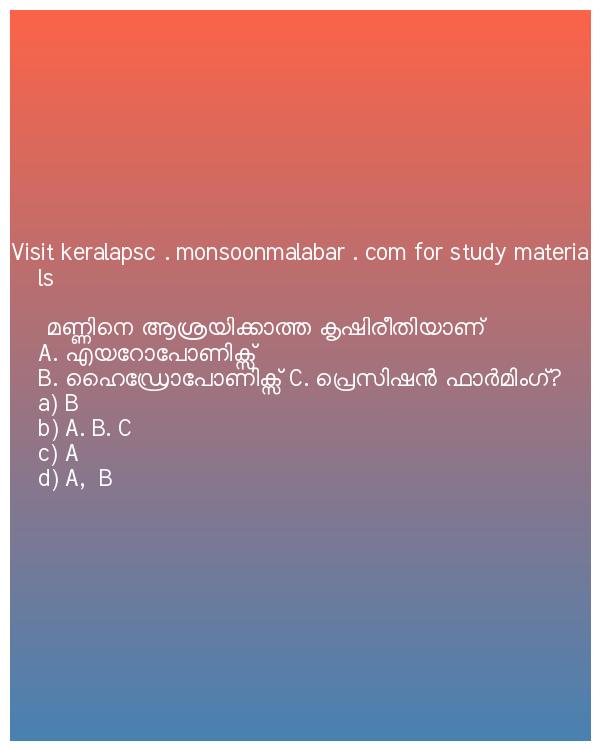 Visit keralapsc . monsoonmalabar . com for study materia
ls
മണ്ണിനെ ആശ്രയിക്കാത്ത കൃഷിരീതിയാണ്
A. എയറോപോണിക്സ്
B. ഹൈഡ്രോപോണിക്സ് C. പ്രെസിഷൻ ഫാർമിംഗ്?
a) B
b) A. B. C
c) A
d) A,  B